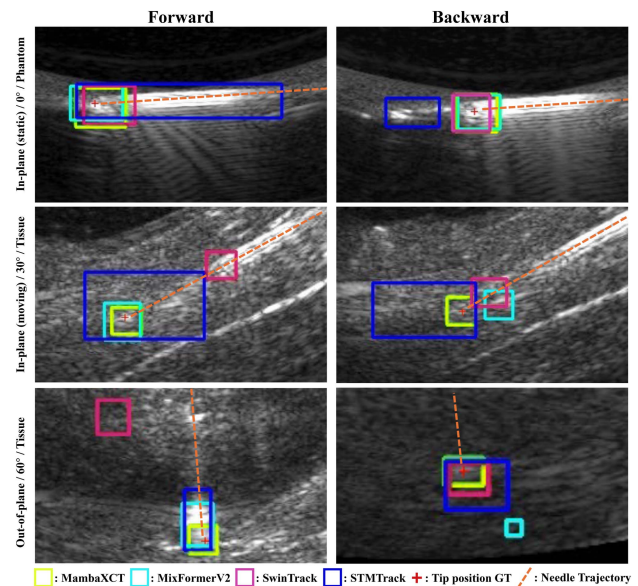 Forward Backward
In-plane (static) / 0° / Phantom
In-plane (moving) / 30° / Tissue
Out-of-plane / 60° / Tissue
: MambaXCT : MixFormerV2 : SwinTrack : STMTrack : Tip position GT : Needle Trajectory